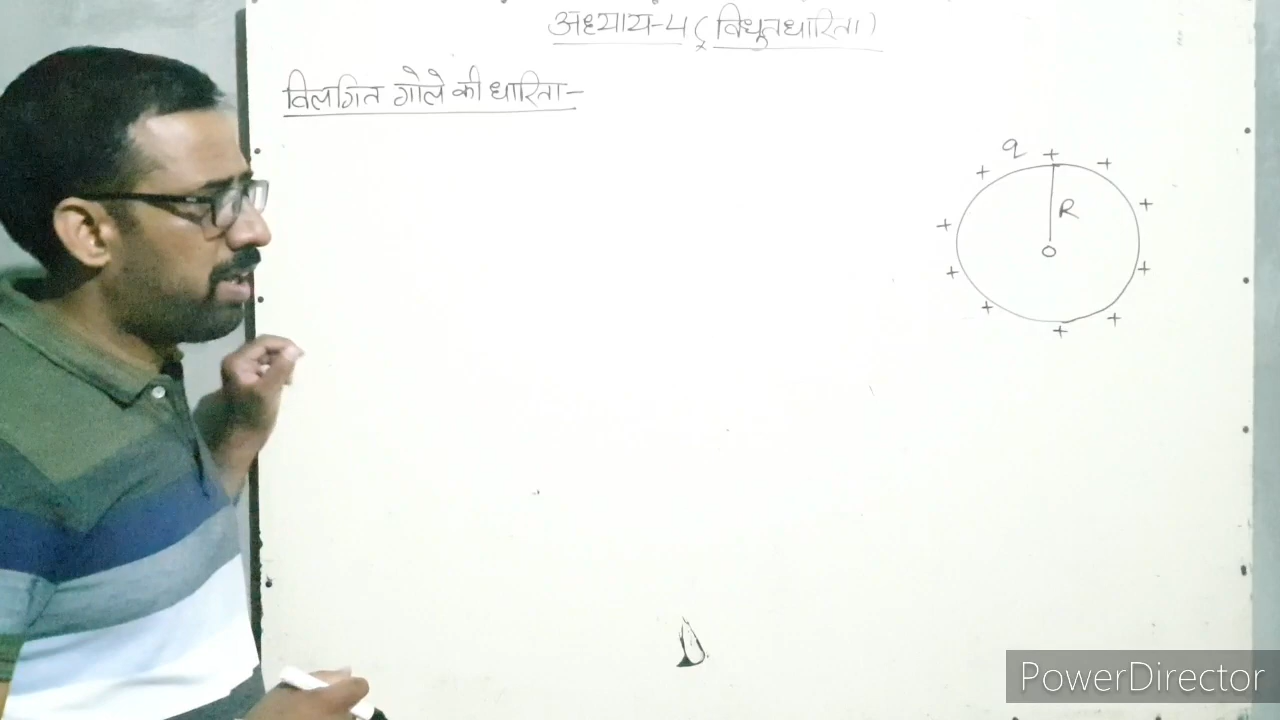 अध्याय-4 (विधुतधारिता)
विलगित गोले की धारिता-
q + + + + + + + + + +
R
O
PowerDirector